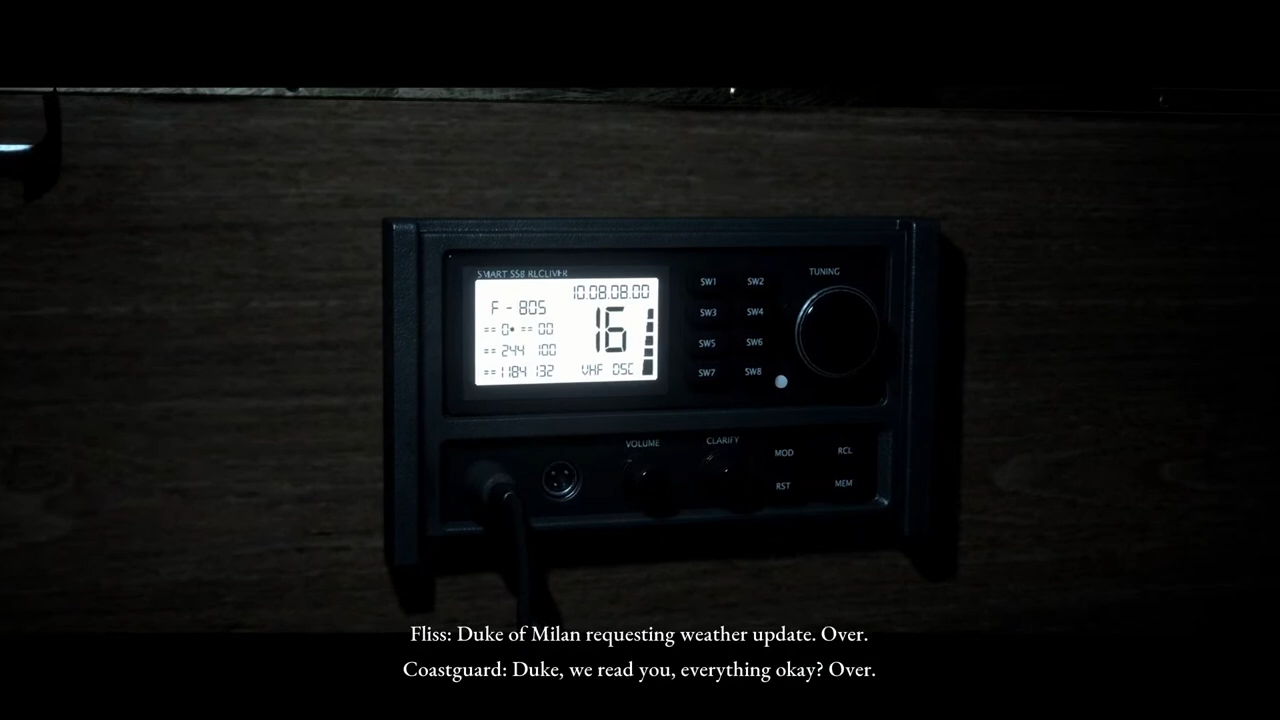 SMART SSB RECEIVER
10.08.08.00
F - 805
16
== 0• == 00
== 244 100
== 1184 132
VHF DSC
SW1 SW2
SW3 SW4
SW5 SW6
SW7 SW8
TUNING
VOLUME
CLARIFY
MOD RCL
RST MEM
Fliss: Duke of Milan requesting weather update. Over.
Coastguard: Duke, we read you, everything okay? Over.